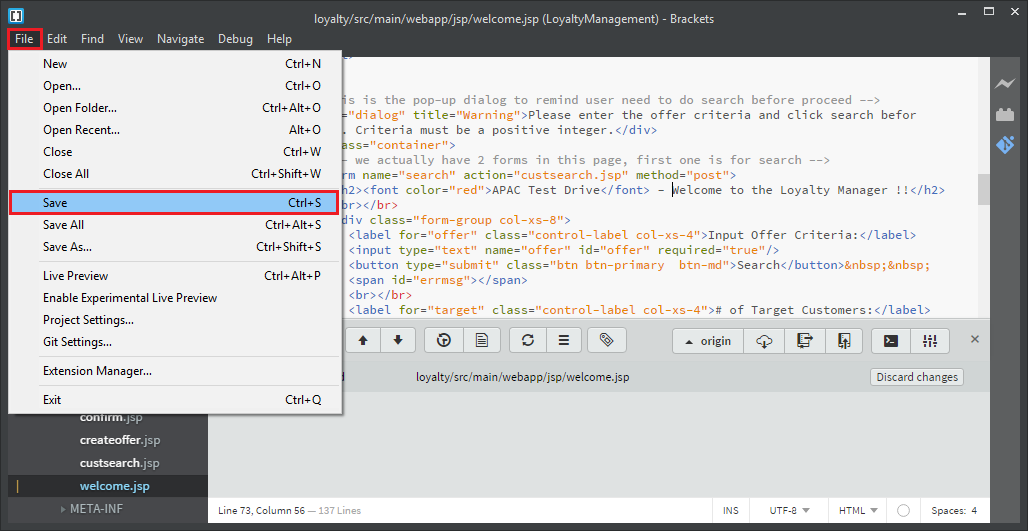 loyalty/src/main/webapp/jsp/welcome.jsp (LoyaltyManagement) - Brackets
File Edit Find View Navigate Debug Help
New Ctrl+N
Open... Ctrl+O
Open Folder... Ctrl+Alt+O
Open Recent... Alt+O
Close Ctrl+W
Close All Ctrl+Shift+W
Save Ctrl+S
Save All Ctrl+Alt+S
Save As... Ctrl+Shift+S
Live Preview Ctrl+Alt+P
Enable Experimental Live Preview
Project Settings...
Git Settings...
Extension Manager...
Exit Ctrl+Q
is is the pop-up dialog to remind user need to do search before proceed -->
="dialog" title="Warning">Please enter the offer criteria and click search befor
. Criteria must be a positive integer.</div>
lass="container">
- we actually have 2 forms in this page, first one is for search -->
rm name="search" action="custsearch.jsp" method="post">
h2><font color="red">APAC Test Drive</font> - Welcome to the Loyalty Manager !!</h2>
br></br>
div class="form-group col-xs-8">
<label for="offer" class="control-label col-xs-4">Input Offer Criteria:</label>
<input type="text" name="offer" id="offer" required="true"/>
<button type="submit" class="btn btn-primary  btn-md">Search</button>&nbsp;&nbsp;
<span id="errmsg"></span>
<br></br>
<label for="target" class="control-label col-xs-4"># of Target Customers:</label>
origin
loyalty/src/main/webapp/jsp/welcome.jsp Discard changes
confirm.jsp
createoffer.jsp
custsearch.jsp
welcome.jsp
META-INF
Line 73, Column 56 — 137 Lines INS UTF-8 HTML Spaces: 4